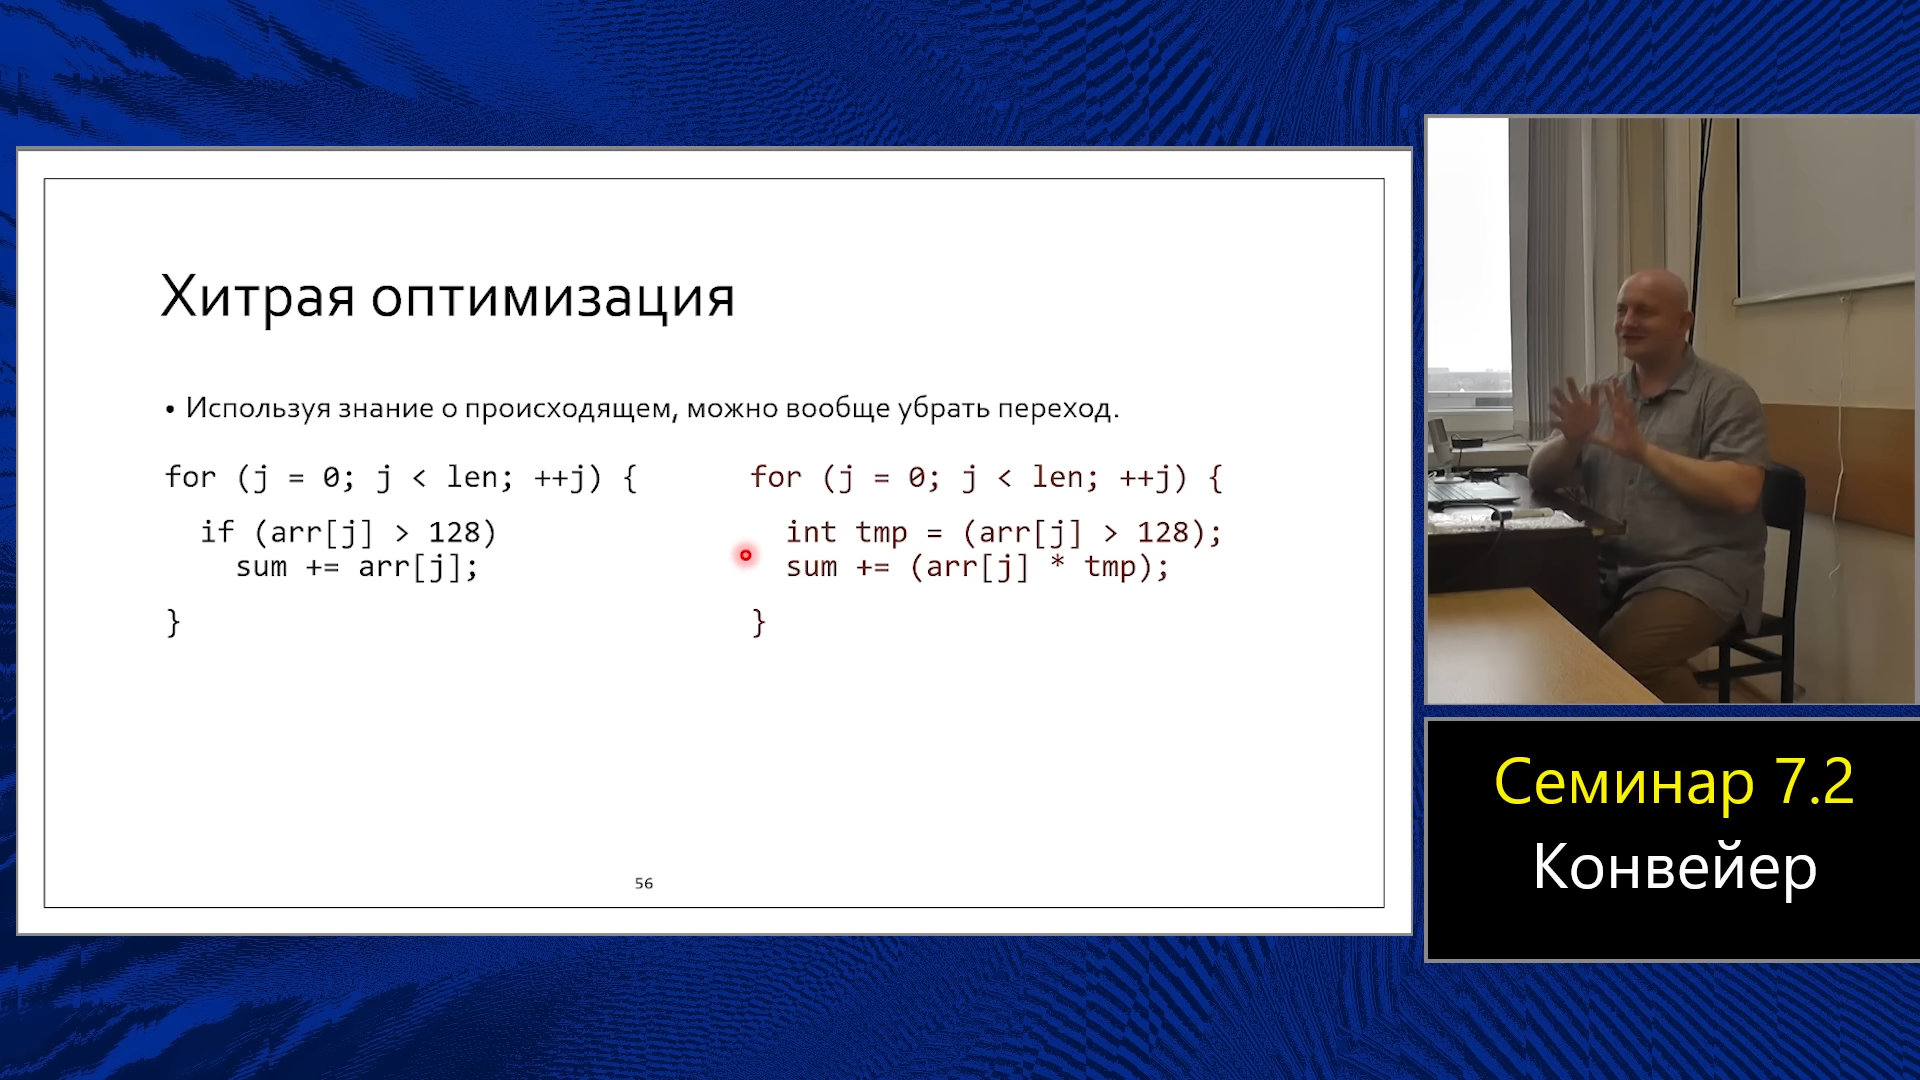 Хитрая оптимизация
• Используя знание о происходящем, можно вообще убрать переход.
for (j = 0; j < len; ++j) {
if (arr[j] > 128)
sum += arr[j];
}
for (j = 0; j < len; ++j) {
int tmp = (arr[j] > 128);
sum += (arr[j] * tmp);
}
56
Семинар 7.2
Конвейер